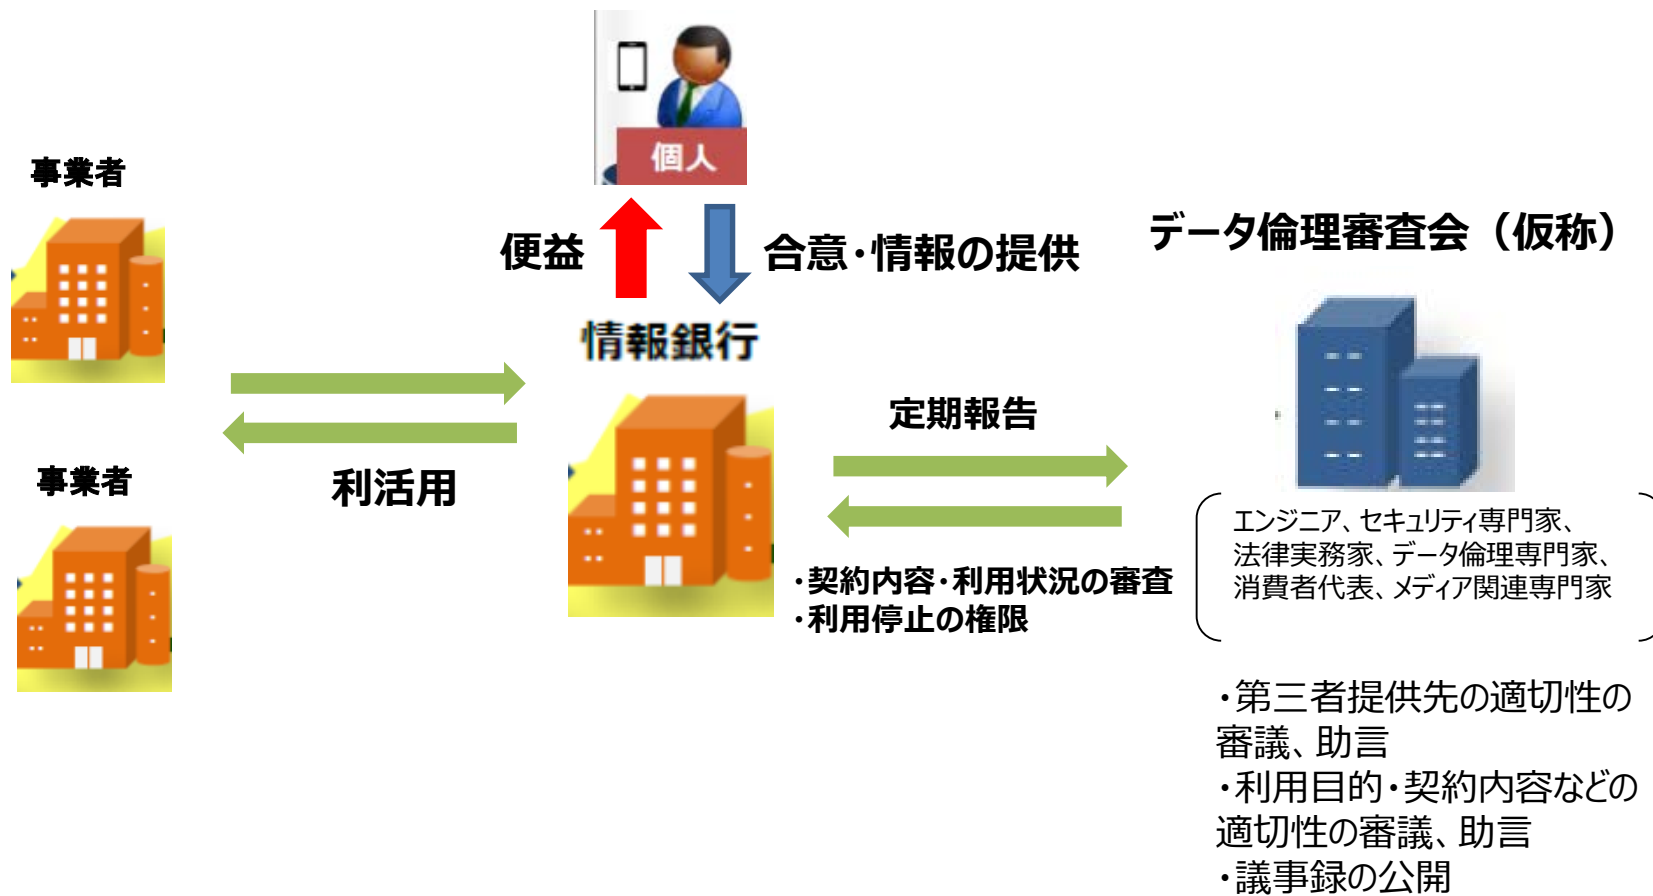 個人
事業者
便益
合意・情報の提供
データ倫理審査会（仮称）
情報銀行
定期報告
事業者
利活用
・契約内容・利用状況の審査
・利用停止の権限
エンジニア、セキュリティ専門家、
法律実務家、データ倫理専門家、
消費者代表、メディア関連専門家
・第三者提供先の適切性の
審議、助言
・利用目的・契約内容などの
適切性の審議、助言
・議事録の公開